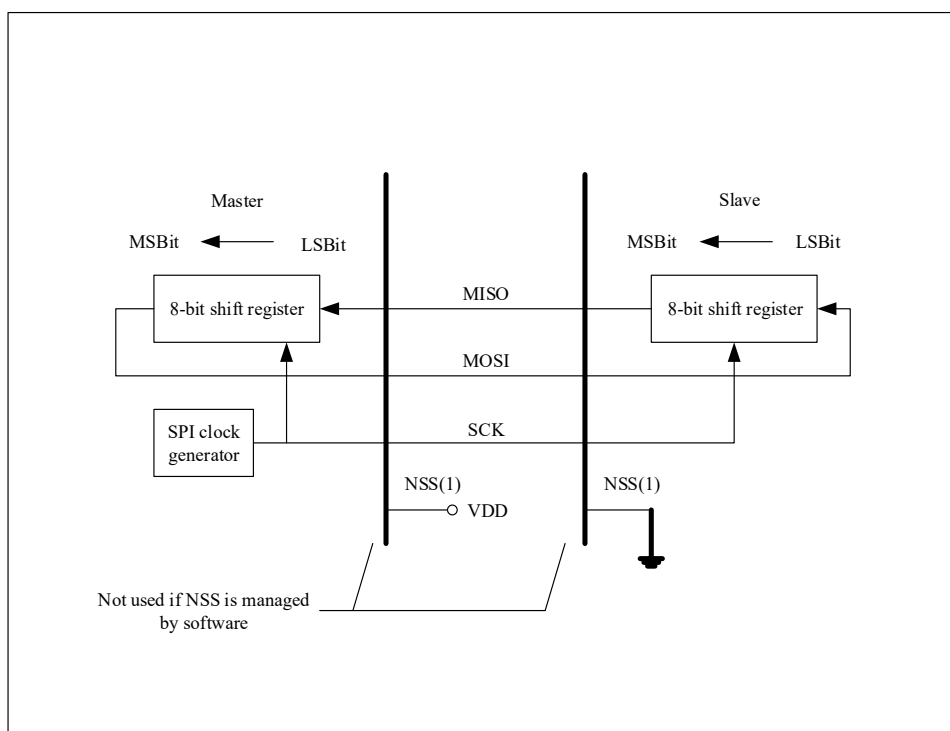 Master
Slave
MSBit
LSBit
MSBit
LSBit
8-bit shift register
MISO
8-bit shift register
MOSI
SPI clock
generator
SCK
NSS(1)
NSS(1)
VDD
Not used if NSS is managed
by software